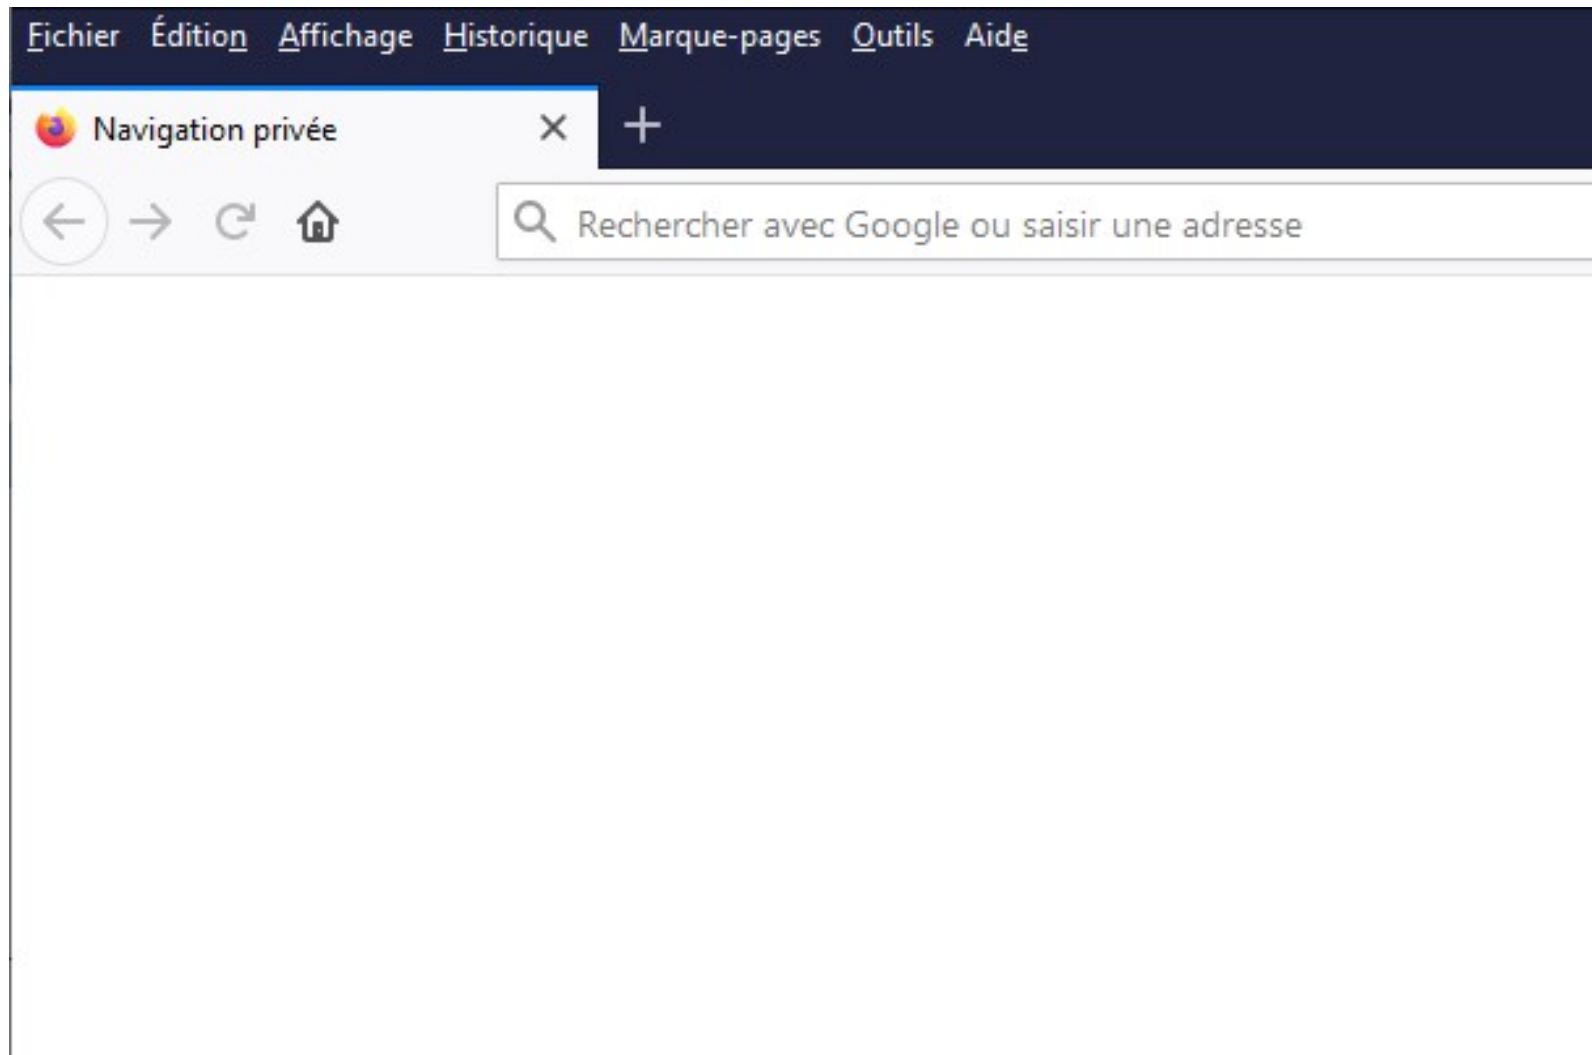 Fichier Édition Affichage Historique Marque-pages Outils Aide
Navigation privée
Rechercher avec Google ou saisir une adresse